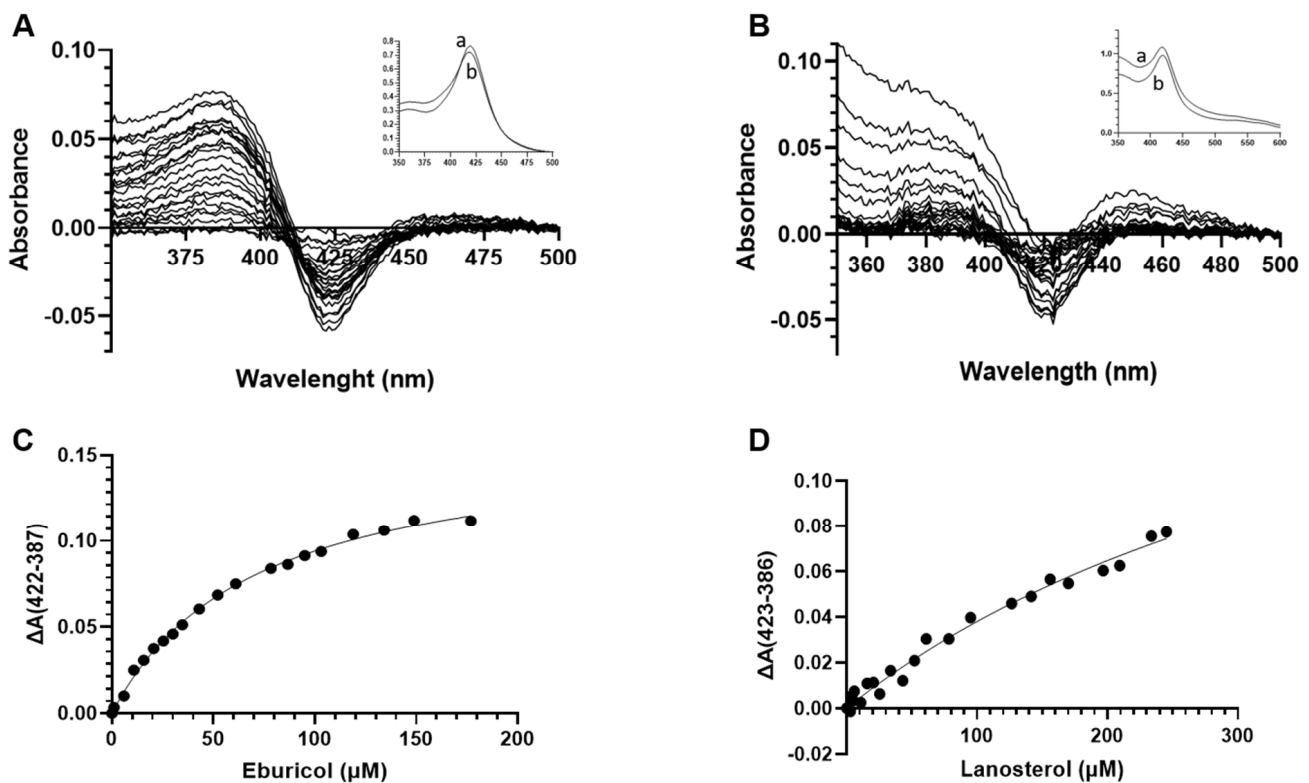 A
0.10
0.05
0.00
-0.05
Absorbance
375 400 425 450 475 500
Wavelenght (nm)
0.8
0.7
0.6
0.5
0.4
0.3
0.2
0.1
0.0
350 375 400 425 450 475 500
a
b
B
0.10
0.05
0.00
-0.05
Absorbance
360 380 400 440 460 480 500
Wavelength (nm)
1.0
0.5
0.0
350 400 450 500 550 600
a
b
C
0.15
0.10
0.05
0.00
ΔA(422-387)
0 50 100 150 200
Eburicol (µM)
D
0.10
0.08
0.06
0.04
0.02
0.00
-0.02
ΔA(423-386)
100 200 300
Lanosterol (µM)